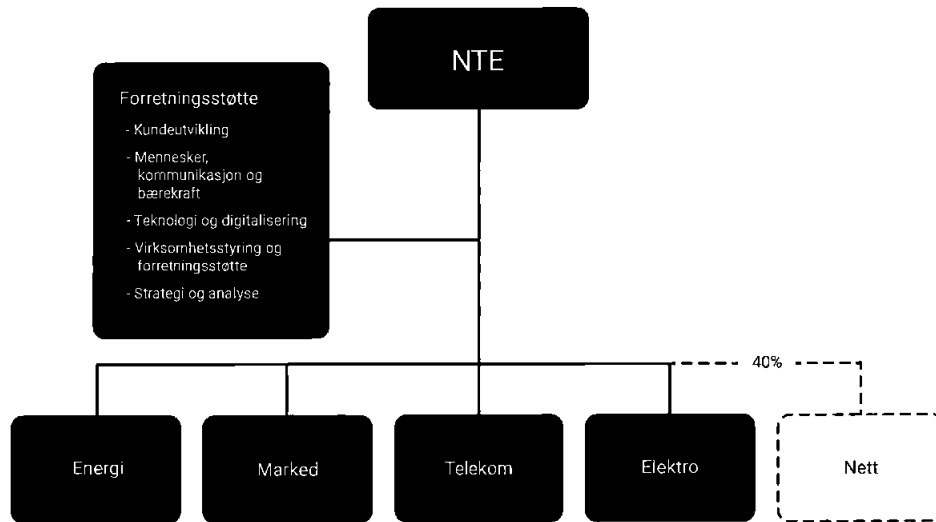 NTE
Forretningsstøtte
- Kundeutvikling
- Mennesker,
kommunikasjon og
bærekraft
- Teknologi og digitalisering
- Virksomhetsstyring og
forretningsstøtte
- Strategi og analyse
40%
Energi
Marked
Telekom
Elektro
Nett